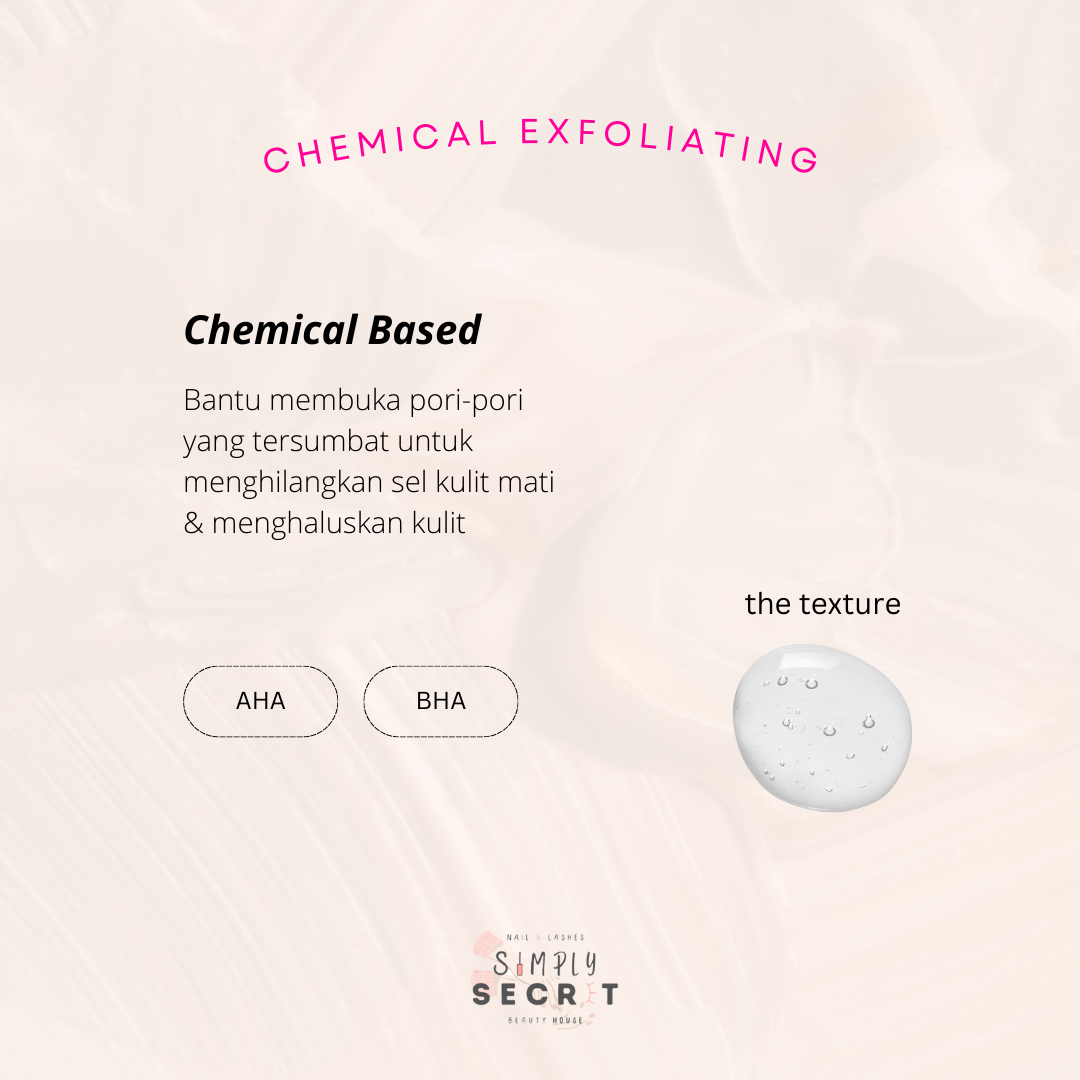 CHEMICAL EXFOLIATING
Chemical Based
Bantu membuka pori-pori
yang tersumbat untuk
menghilangkan sel kulit mati
& menghaluskan kulit
the texture
AHA
BHA
NAIL & LASHES
SIMPLY
SECRET
BEAUTY HOUSE